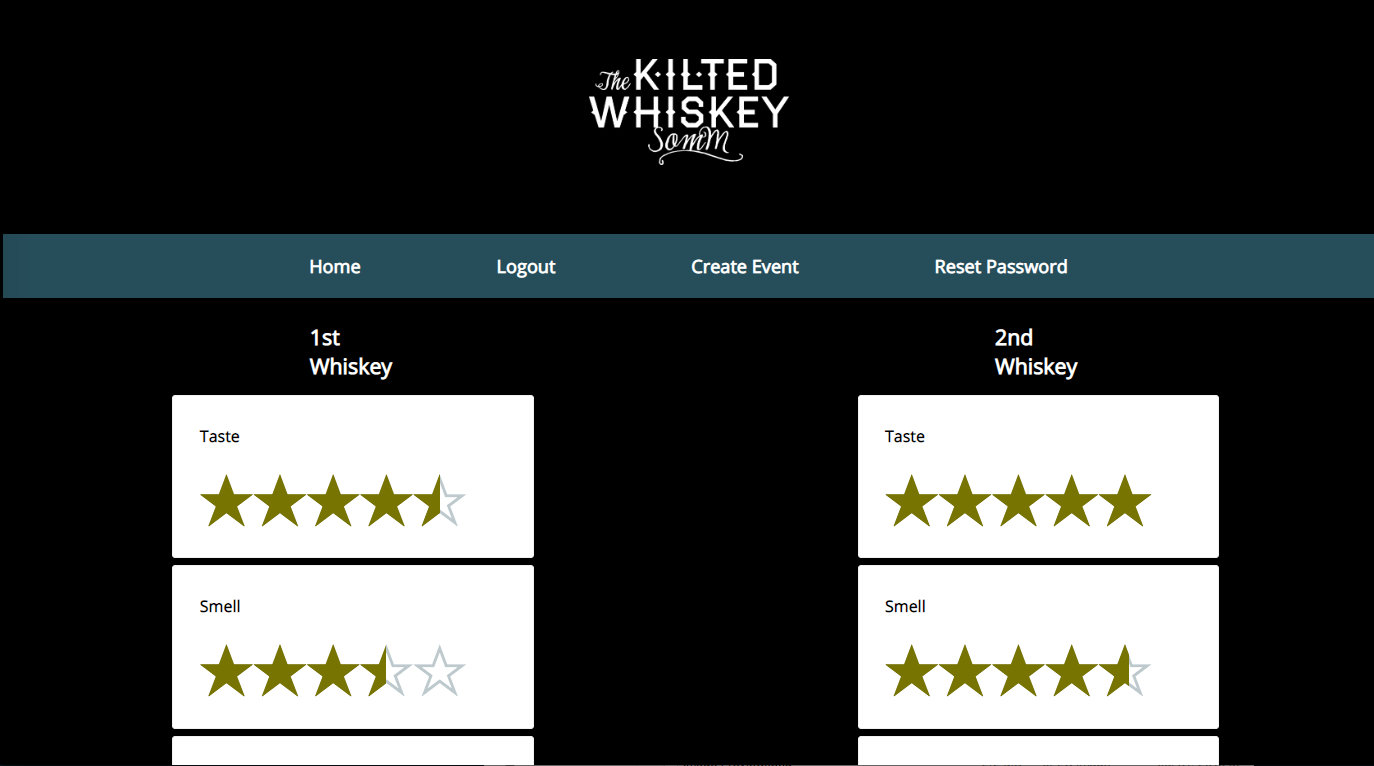 The KILTED
WHISKEY
SomM
Home Logout Create Event Reset Password
1st
Whiskey
Taste
Smell
2nd
Whiskey
Taste
Smell